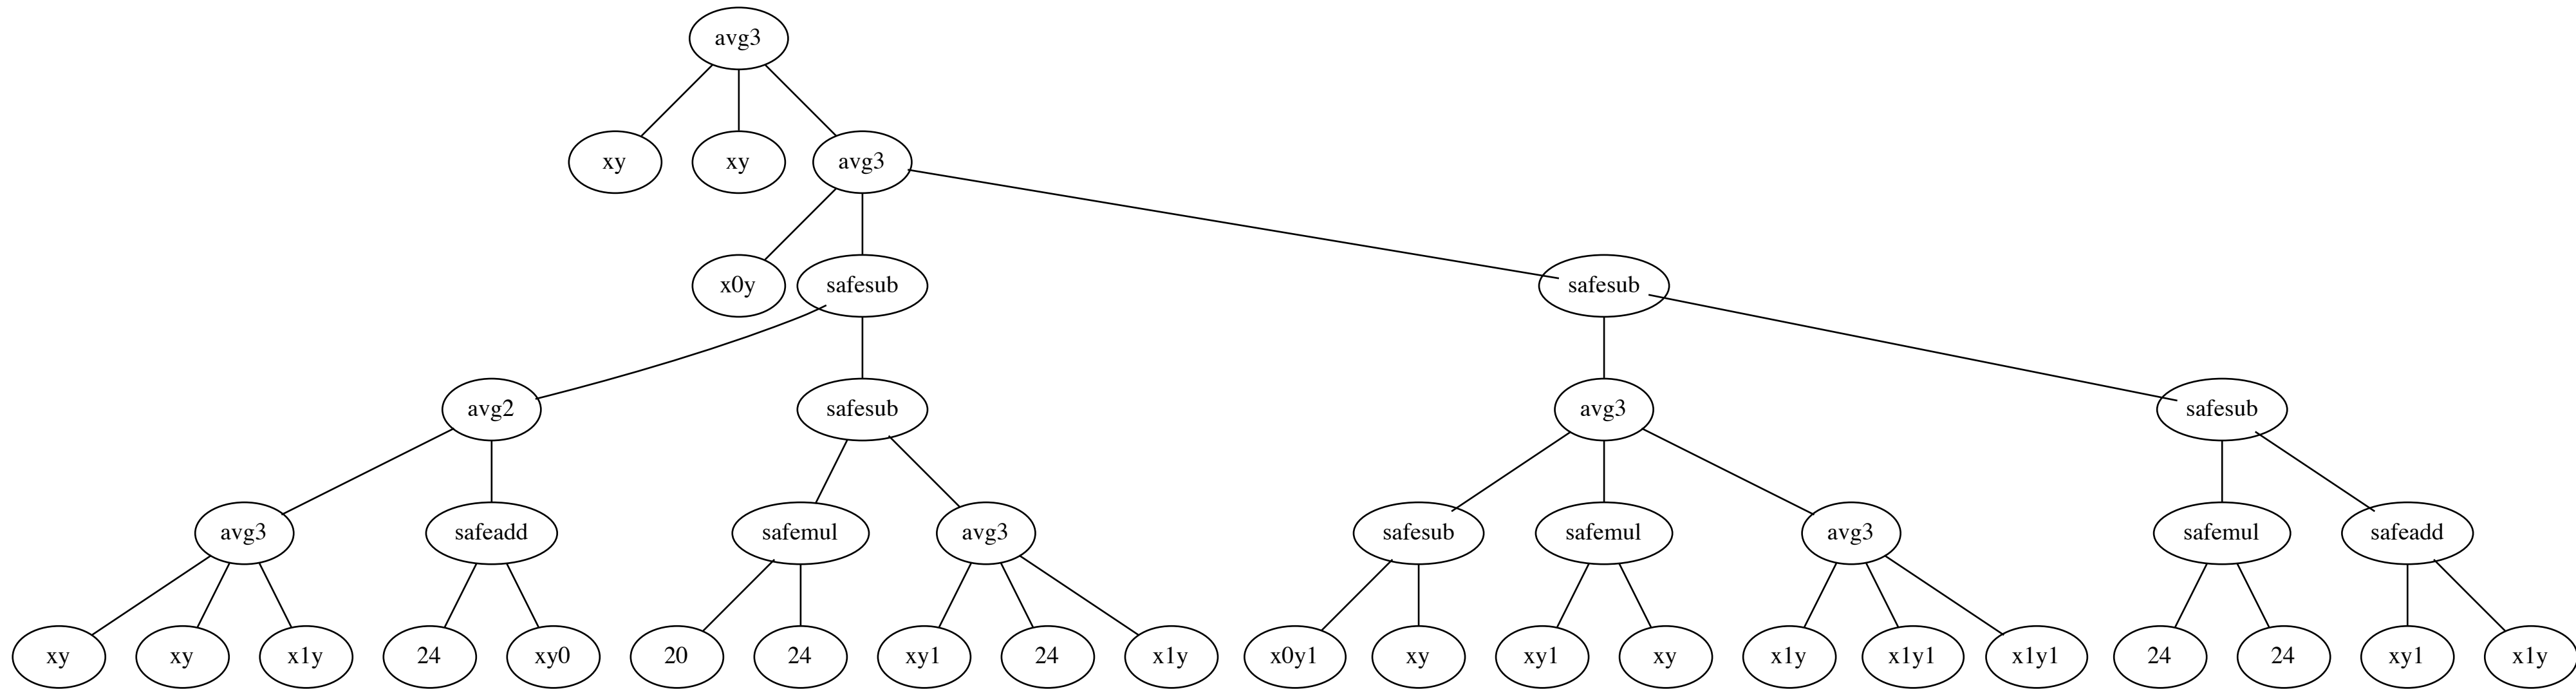 avg3
xy xy avg3
x0y safesub safesub
avg2 safesub avg3 safesub
avg3 safeadd safemul avg3 safesub safemul avg3 safemul safeadd
xy xy x1y 24 xy0 20 24 xy1 24 x1y x0y1 xy xy1 xy x1y x1y1 x1y1 24 24 xy1 x1y